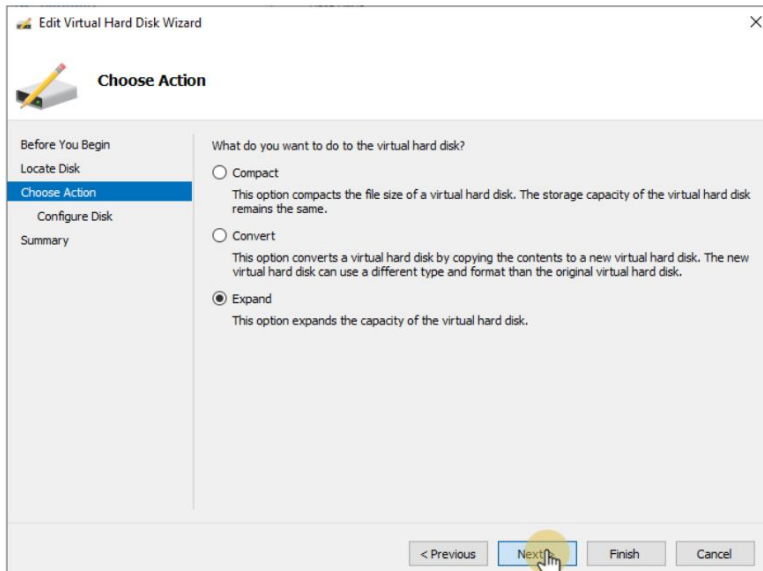 Edit Virtual Hard Disk Wizard
Choose Action
Before You Begin
Locate Disk
Choose Action
Configure Disk
Summary
What do you want to do to the virtual hard disk?
Compact
This option compacts the file size of a virtual hard disk. The storage capacity of the virtual hard disk
remains the same.
Convert
This option converts a virtual hard disk by copying the contents to a new virtual hard disk. The new
virtual hard disk can use a different type and format than the original virtual hard disk.
Expand
This option expands the capacity of the virtual hard disk.
< Previous
Next >
Finish
Cancel